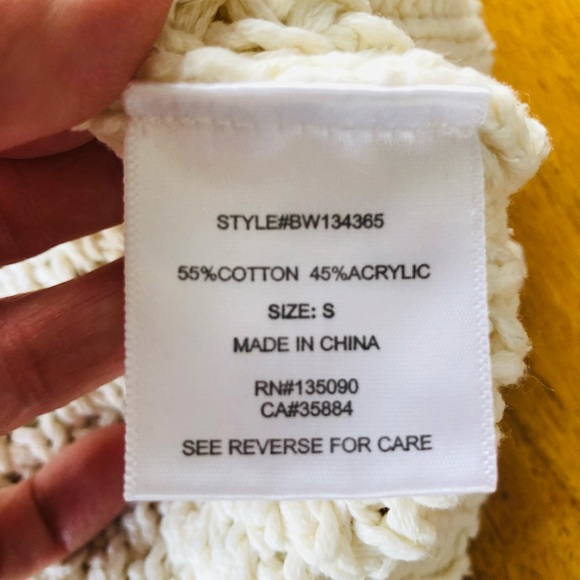 STYLE#BW134365
55%COTTON 45%ACRYLIC
SIZE: S
MADE IN CHINA
RN#135090
CA#35884
SEE REVERSE FOR CARE